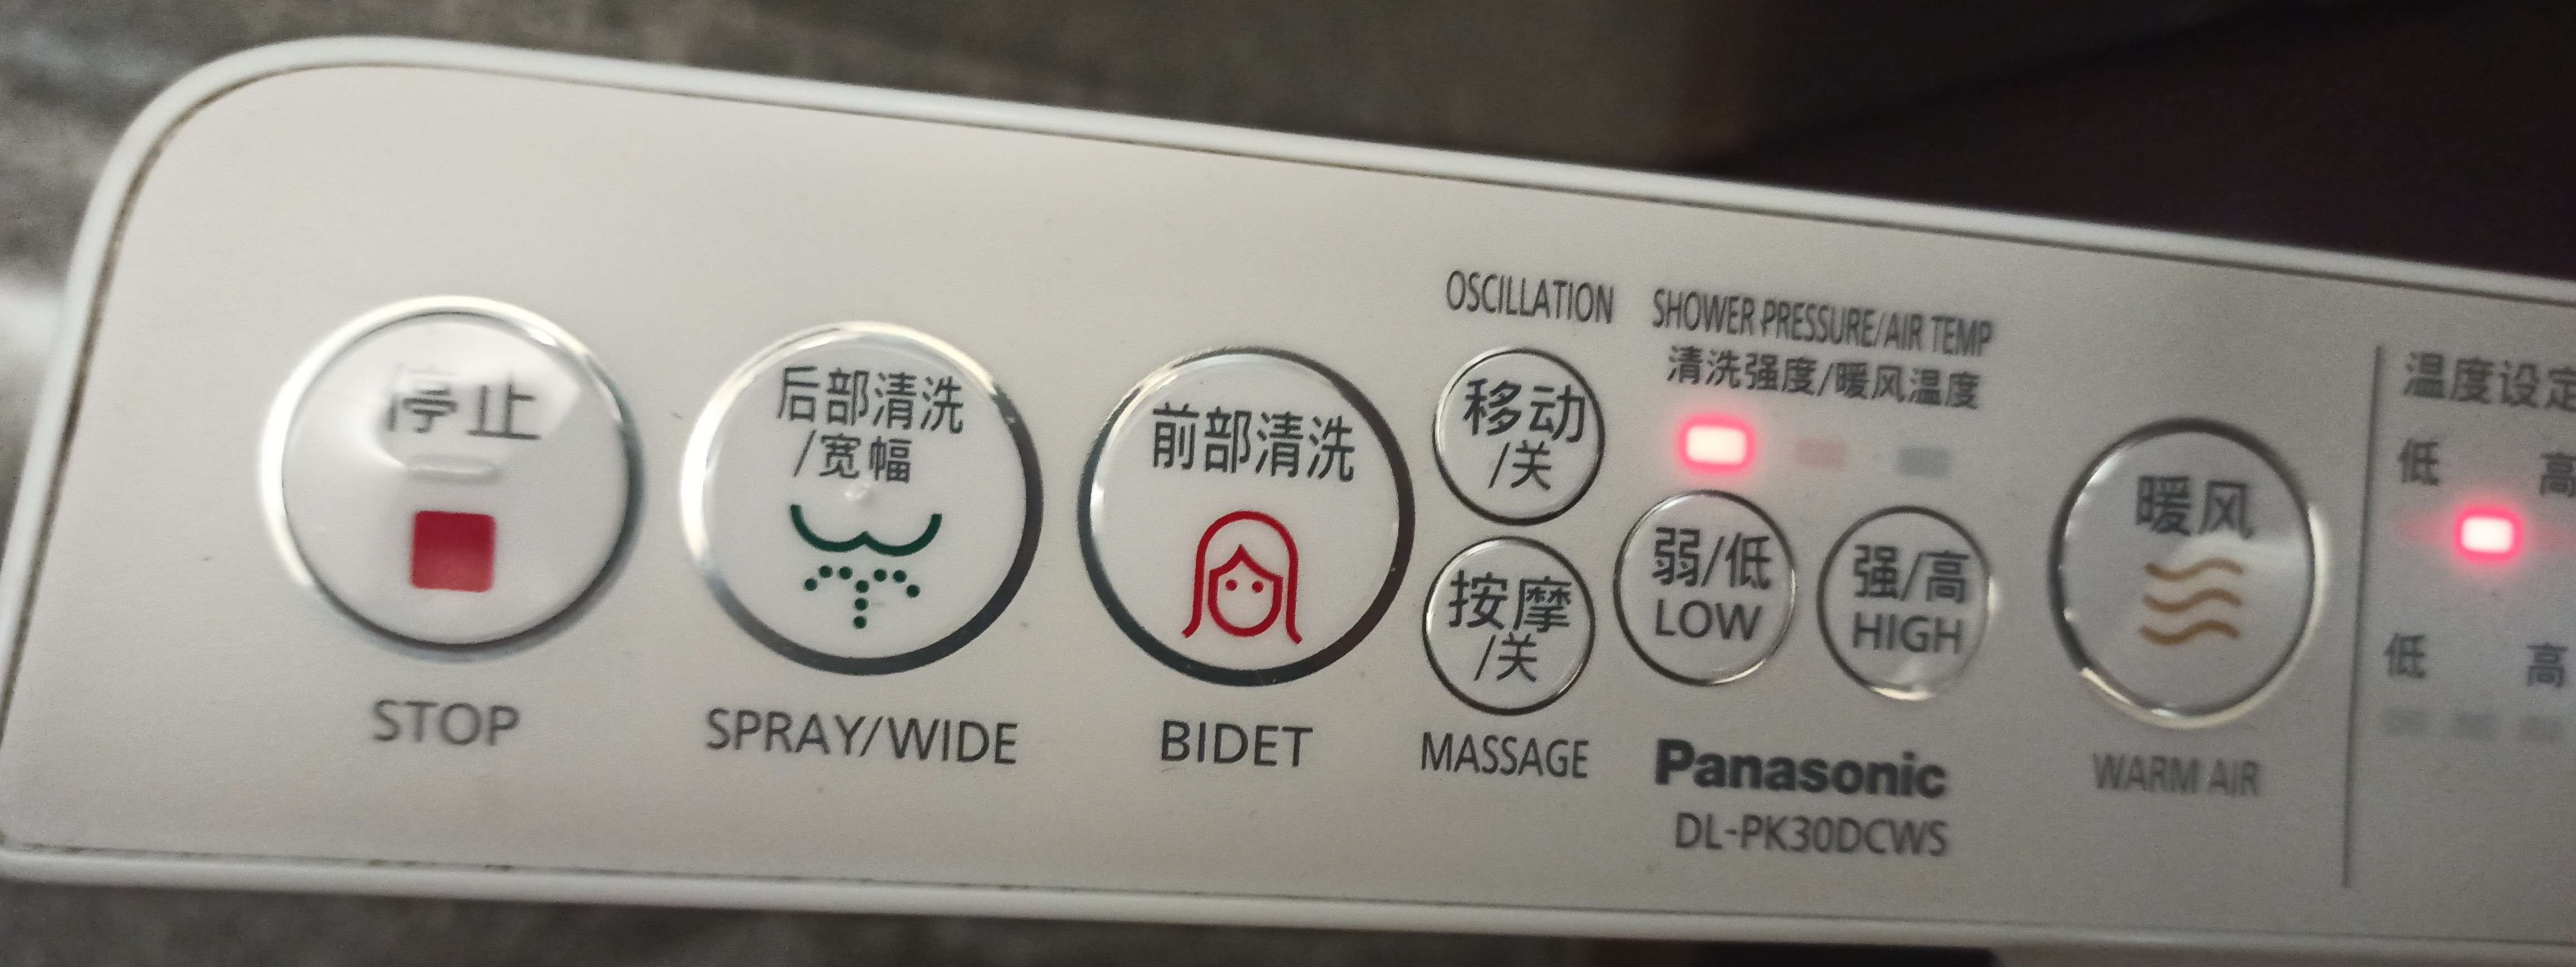 停止
STOP
后部清洗
/宽幅
SPRAY/WIDE
前部清洗
BIDET
OSCILLATION
移动
/关
按摩
/关
MASSAGE
SHOWER PRESSURE/AIR TEMP
清洗强度/暖风温度
弱/低
LOW
强/高
HIGH
Panasonic
DL-PK30DCWS
暖风
WARM AIR
温度设定
低 高
低 高